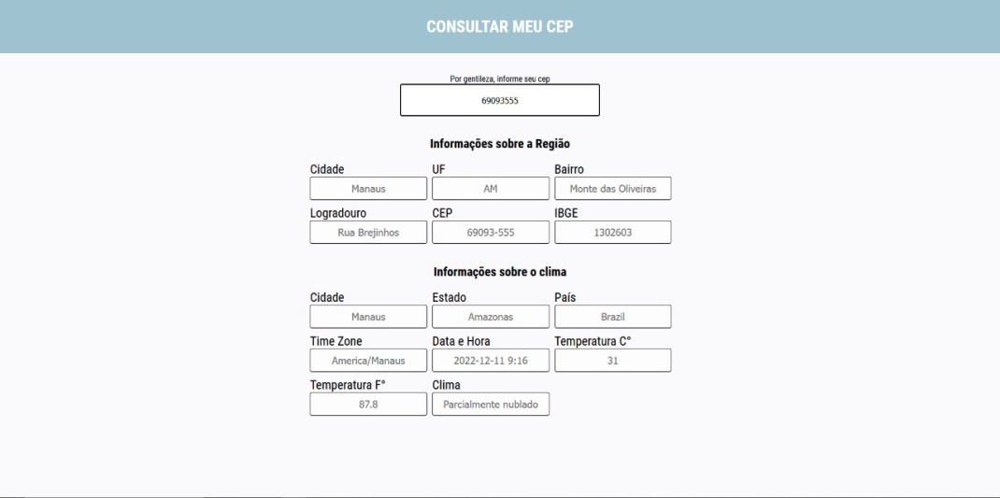 CONSULTAR MEU CEP
Por gentileza, informe seu cep
69093555
Informações sobre a Região
Cidade UF Bairro
Manaus AM Monte das Oliveiras
Logradouro CEP IBGE
Rua Brejinhos 69093-555 1302603
Informações sobre o clima
Cidade Estado País
Manaus Amazonas Brazil
Time Zone Data e Hora Temperatura C°
America/Manaus 2022-12-11 9:16 31
Temperatura F° Clima
87.8 Parcialmente nublado